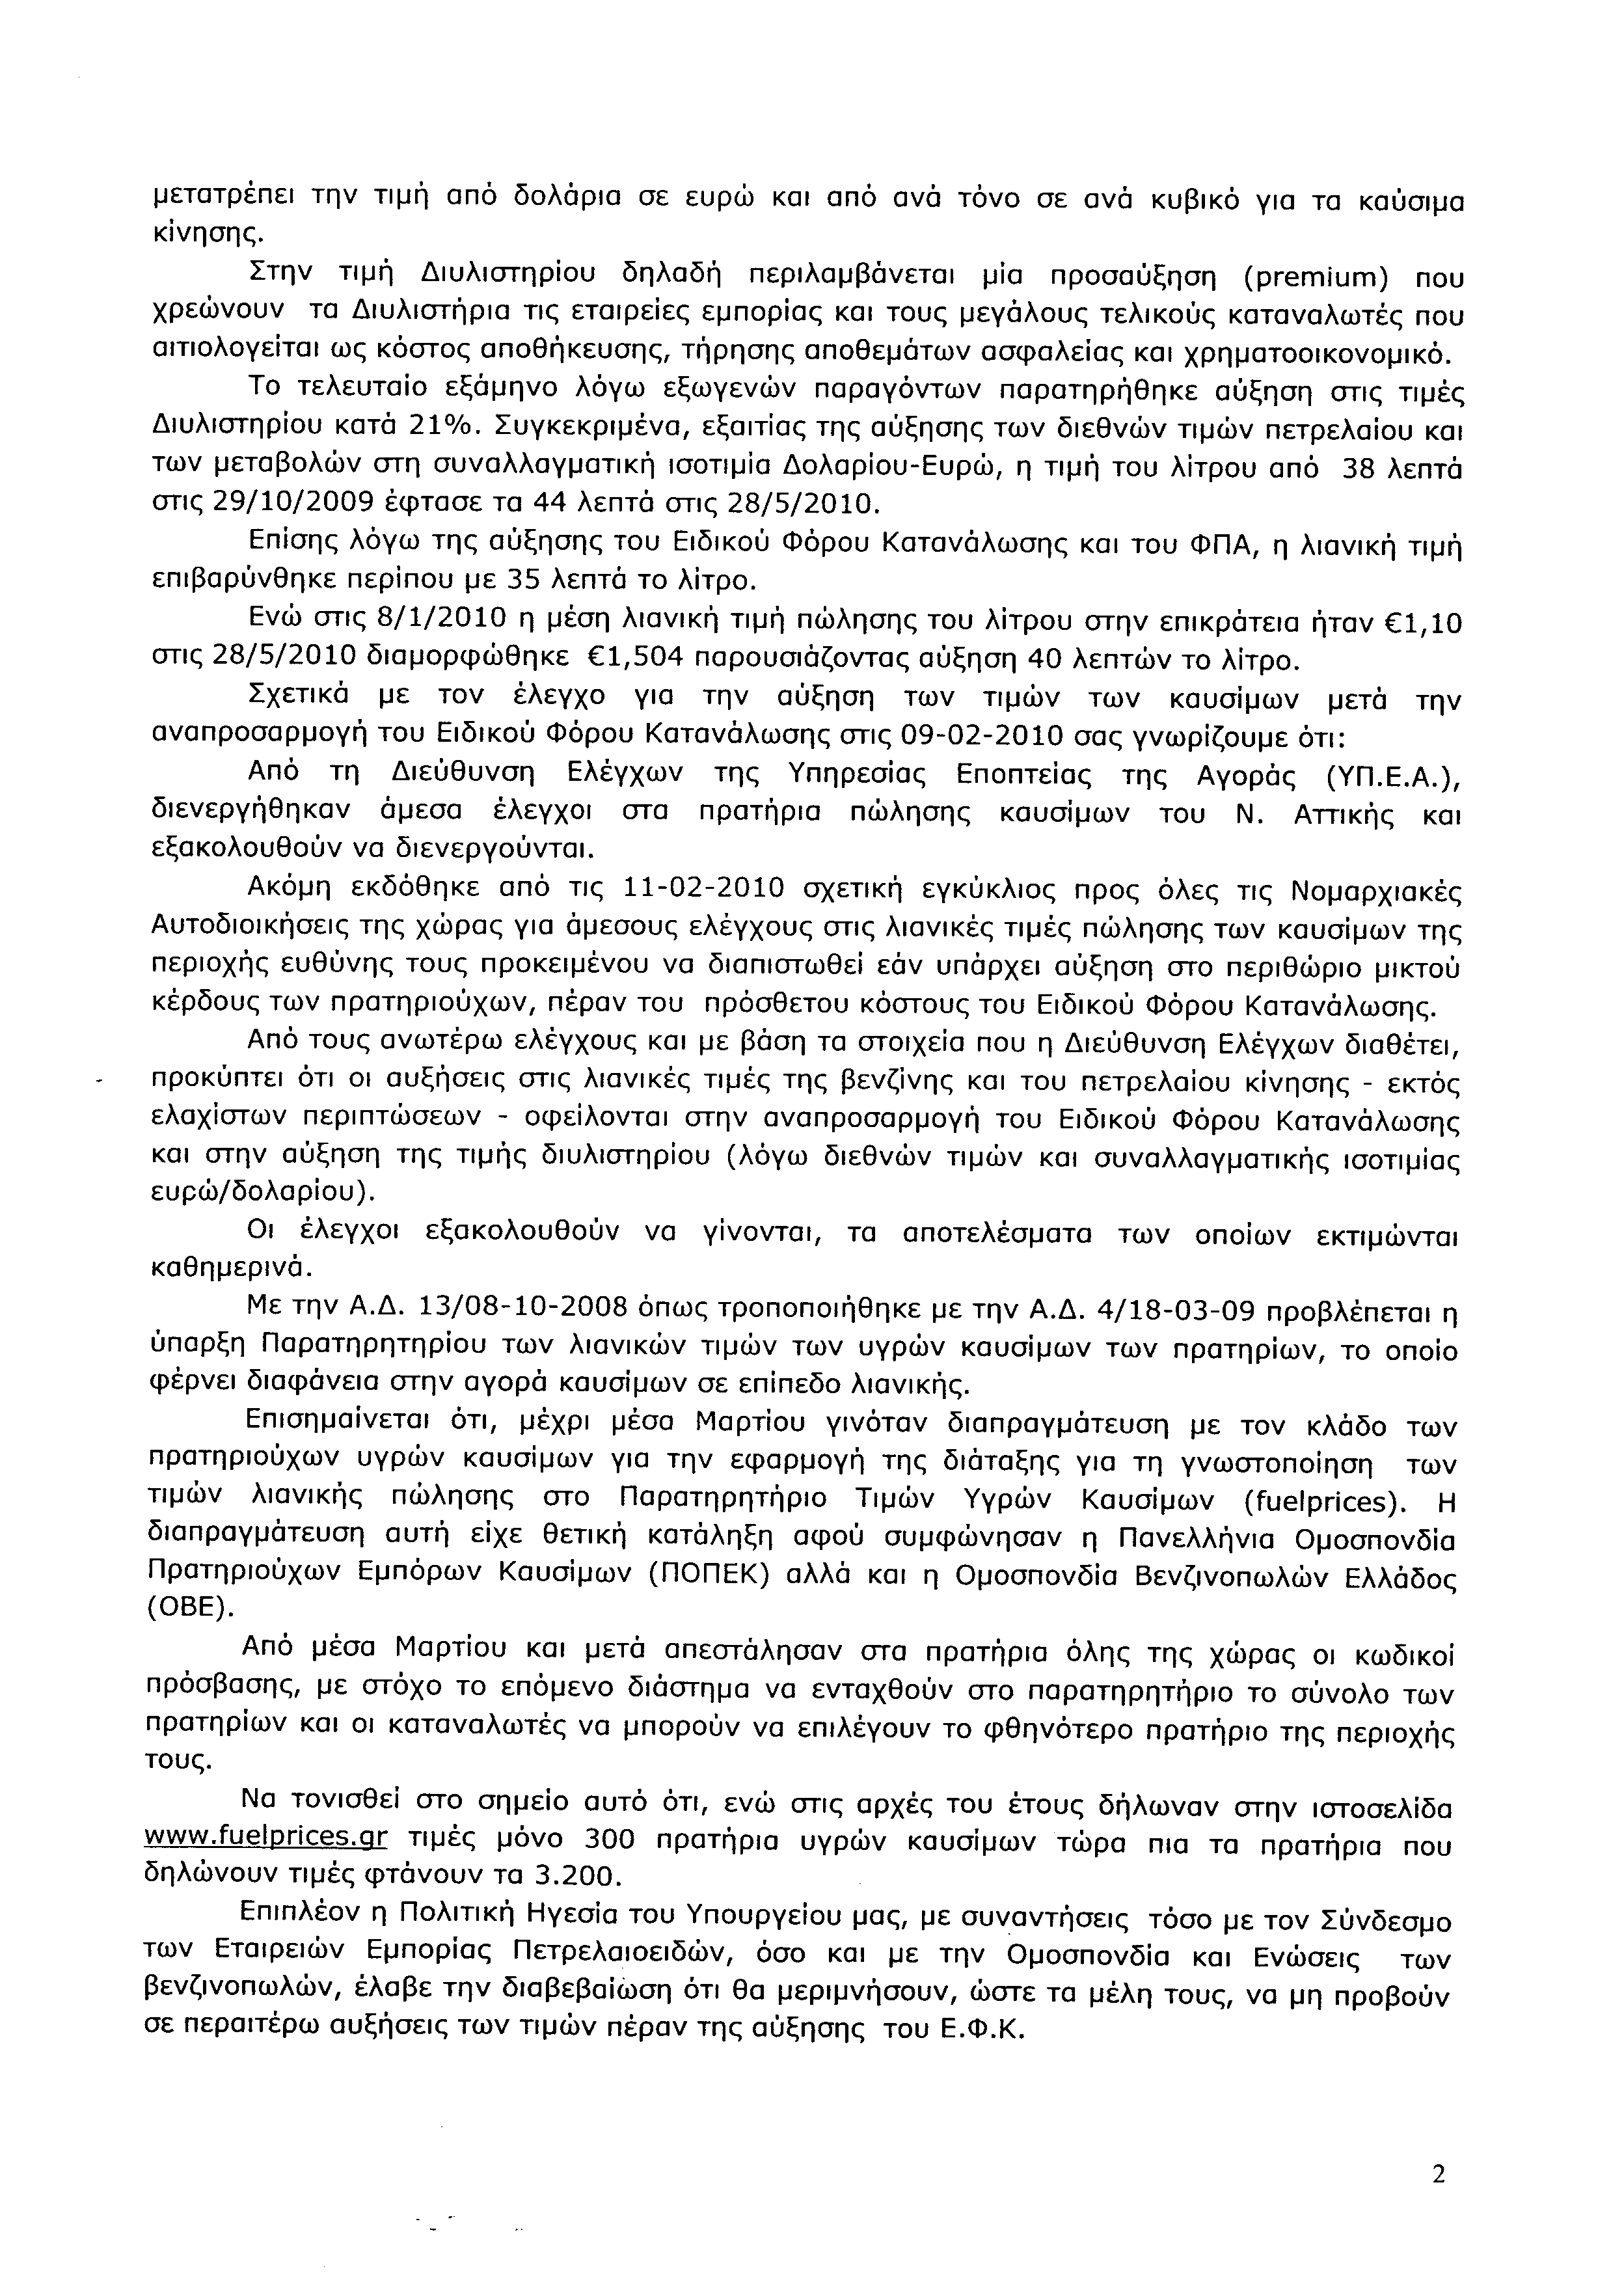 μετατρέπει την τιμή από δολάρια σε ευρώ και από ανά τόνο σε ανά κυβικό για τα καύσιμα
κίνησης.
Στην τιμή Διυλιστηρίου δηλαδή περιλαμβάνεται μία προσαύξηση (premium) που
χρεώνουν τα Διυλιστήρια τις εταιρείες εμπορίας και τους μεγάλους τελικούς καταναλωτές που
αιτιολογείται ως κόστος αποθήκευσης, τήρησης αποθεμάτων ασφαλείας και χρηματοοικονομικό.
Το τελευταίο εξάμηνο λόγω εξωγενών παραγόντων παρατηρήθηκε αύξηση στις τιμές
Διυλιστηρίου κατά 21%. Συγκεκριμένα, εξαιτίας της αύξησης των διεθνών τιμών πετρελαίου και
των μεταβολών στη συναλλαγματική ισοτιμία Δολαρίου-Ευρώ, η τιμή του λίτρου από 38 λεπτά
στις 29/10/2009 έφτασε τα 44 λεπτά στις 28/5/2010.
Επίσης λόγω της αύξησης του Ειδικού Φόρου Κατανάλωσης και του ΦΠΑ, η λιανική τιμή
επιβαρύνθηκε περίπου με 35 λεπτά το λίτρο.
Ενώ στις 8/1/2010 η μέση λιανική τιμή πώλησης του λίτρου στην επικράτεια ήταν €1,10
στις 28/5/2010 διαμορφώθηκε €1,504 παρουσιάζοντας αύξηση 40 λεπτών το λίτρο.
Σχετικά με τον έλεγχο για την αύξηση των τιμών των καυσίμων μετά την
αναπροσαρμογή του Ειδικού Φόρου Κατανάλωσης στις 09-02-2010 σας γνωρίζουμε ότι:
Από τη Διεύθυνση Ελέγχων της Υπηρεσίας Εποπτείας της Αγοράς (ΥΠ.Ε.Α.),
διενεργήθηκαν άμεσα έλεγχοι στα πρατήρια πώλησης καυσίμων του Ν. Αττικής και
εξακολουθούν να διενεργούνται.
Ακόμη εκδόθηκε από τις 11-02-2010 σχετική εγκύκλιος προς όλες τις Νομαρχιακές
Αυτοδιοικήσεις της χώρας για άμεσους ελέγχους στις λιανικές τιμές πώλησης των καυσίμων της
περιοχής ευθύνης τους προκειμένου να διαπιστωθεί εάν υπάρχει αύξηση στο περιθώριο μικτού
κέρδους των πρατηριούχων, πέραν του πρόσθετου κόστους του Ειδικού Φόρου Κατανάλωσης.
Από τους ανωτέρω ελέγχους και με βάση τα στοιχεία που η Διεύθυνση Ελέγχων διαθέτει,
προκύπτει ότι οι αυξήσεις στις λιανικές τιμές της βενζίνης και του πετρελαίου κίνησης - εκτός
ελαχίστων περιπτώσεων - οφείλονται στην αναπροσαρμογή του Ειδικού Φόρου Κατανάλωσης
και στην αύξηση της τιμής διυλιστηρίου (λόγω διεθνών τιμών και συναλλαγματικής ισοτιμίας
ευρώ/δολαρίου).
Οι έλεγχοι εξακολουθούν να γίνονται, τα αποτελέσματα των οποίων εκτιμώνται
καθημερινά.
Με την Α.Δ. 13/08-10-2008 όπως τροποποιήθηκε με την Α.Δ. 4/18-03-09 προβλέπεται η
ύπαρξη Παρατηρητηρίου των λιανικών τιμών των υγρών καυσίμων των πρατηρίων, το οποίο
φέρνει διαφάνεια στην αγορά καυσίμων σε επίπεδο λιανικής.
Επισημαίνεται ότι, μέχρι μέσα Μαρτίου γινόταν διαπραγμάτευση με τον κλάδο των
πρατηριούχων υγρών καυσίμων για την εφαρμογή της διάταξης για τη γνωστοποίηση των
τιμών λιανικής πώλησης στο Παρατηρητήριο Τιμών Υγρών Καυσίμων (fuelprices). Η
διαπραγμάτευση αυτή είχε θετική κατάληξη αφού συμφώνησαν η Πανελλήνια Ομοσπονδία
Πρατηριούχων Εμπόρων Καυσίμων (ΠΟΠΕΚ) αλλά και η Ομοσπονδία Βενζινοπωλών Ελλάδος
(ΟΒΕ).
Από μέσα Μαρτίου και μετά απεστάλησαν στα πρατήρια όλης της χώρας οι κωδικοί
πρόσβασης, με στόχο το επόμενο διάστημα να ενταχθούν στο παρατηρητήριο το σύνολο των
πρατηρίων και οι καταναλωτές να μπορούν να επιλέγουν το φθηνότερο πρατήριο της περιοχής
τους.
Να τονισθεί στο σημείο αυτό ότι, ενώ στις αρχές του έτους δήλωναν στην ιστοσελίδα
www.fuelprices.gr τιμές μόνο 300 πρατήρια υγρών καυσίμων τώρα πια τα πρατήρια που
δηλώνουν τιμές φτάνουν τα 3.200.
Επιπλέον η Πολιτική Ηγεσία του Υπουργείου μας, με συναντήσεις τόσο με τον Σύνδεσμο
των Εταιρειών Εμπορίας Πετρελαιοειδών, όσο και με την Ομοσπονδία και Ενώσεις των
βενζινοπωλών, έλαβε την διαβεβαίωση ότι θα μεριμνήσουν, ώστε τα μέλη τους, να μη προβούν
σε περαιτέρω αυξήσεις των τιμών πέραν της αύξησης του Ε.Φ.Κ.
2